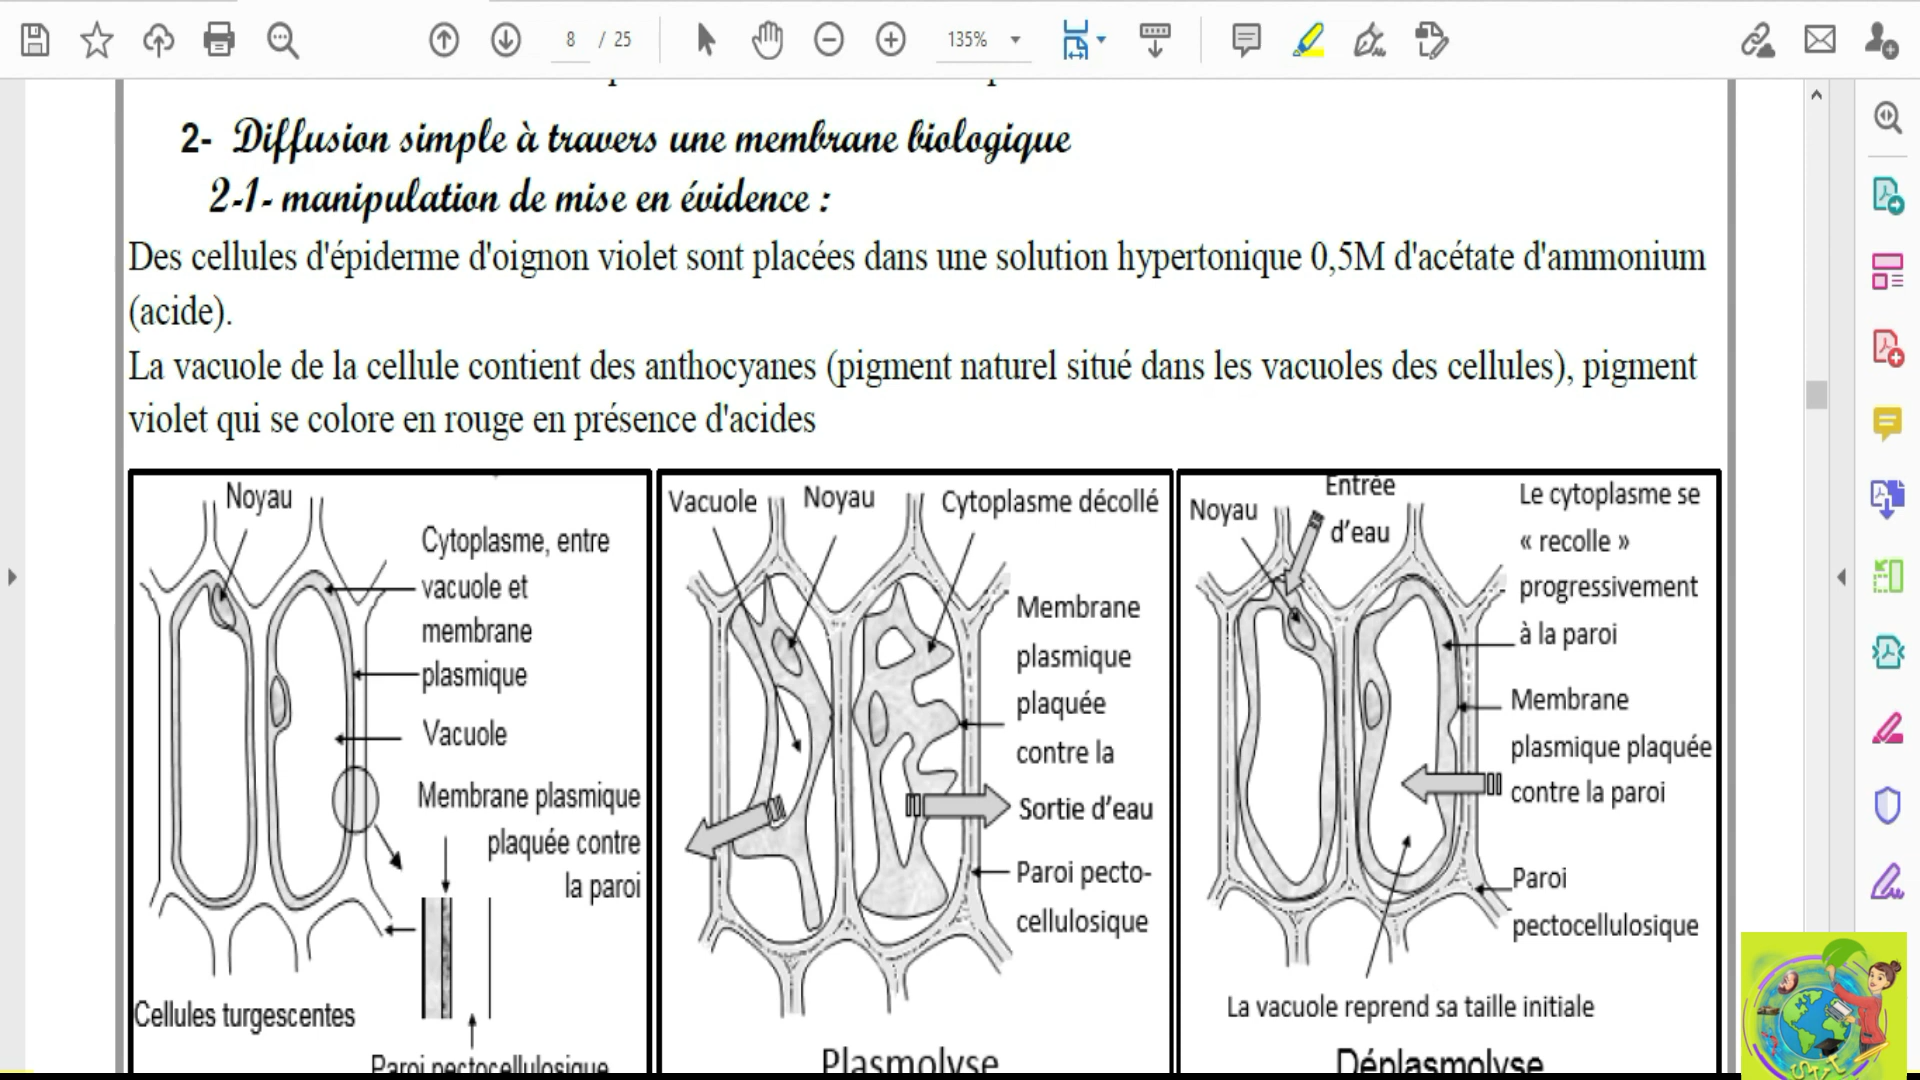 8 / 25
135%
2- Diffusion simple à travers une membrane biologique
2-1- manipulation de mise en évidence :
Des cellules d'épiderme d'oignon violet sont placées dans une solution hypertonique 0,5M d'acétate d'ammonium
(acide).
La vacuole de la cellule contient des anthocyanes (pigment naturel situé dans les vacuoles des cellules), pigment
violet qui se colore en rouge en présence d'acides
Noyau
Cytoplasme, entre
vacuole et
membrane
plasmique
Vacuole
Membrane plasmique
plaquée contre
la paroi
Cellules turgescentes
Paroi pectocellulosique
Vacuole
Noyau
Cytoplasme décollé
Membrane
plasmique
plaquée
contre la
Sortie d'eau
Paroi pecto-
cellulosique
Plasmolyse
Noyau
Entrée
d'eau
Le cytoplasme se
« recolle »
progressivement
à la paroi
Membrane
plasmique plaquée
contre la paroi
Paroi
pectocellulosique
La vacuole reprend sa taille initiale
Déplasmolyse
SVT